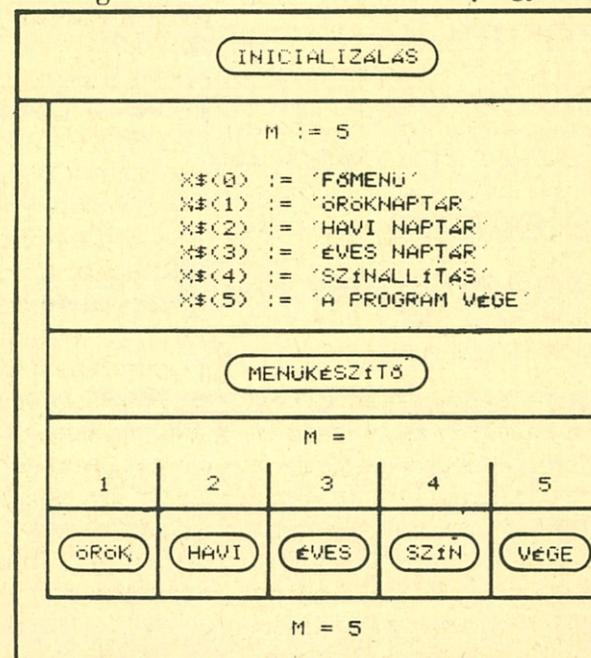 INICIALIZÁLÁS
M := 5
X$(0) := 'FŐMENÜ'
X$(1) := 'ÖRÖKNAPTÁR'
X$(2) := 'HAVI NAPTÁR'
X$(3) := 'ÉVES NAPTÁR'
X$(4) := 'SZÍNÁLLÍTÁS'
X$(5) := 'A PROGRAM VÉGE'
MENÜKÉSZÍTŐ
M =
1 2 3 4 5
ÖRÖK HAVI ÉVES SZÍN VÉGE
M = 5